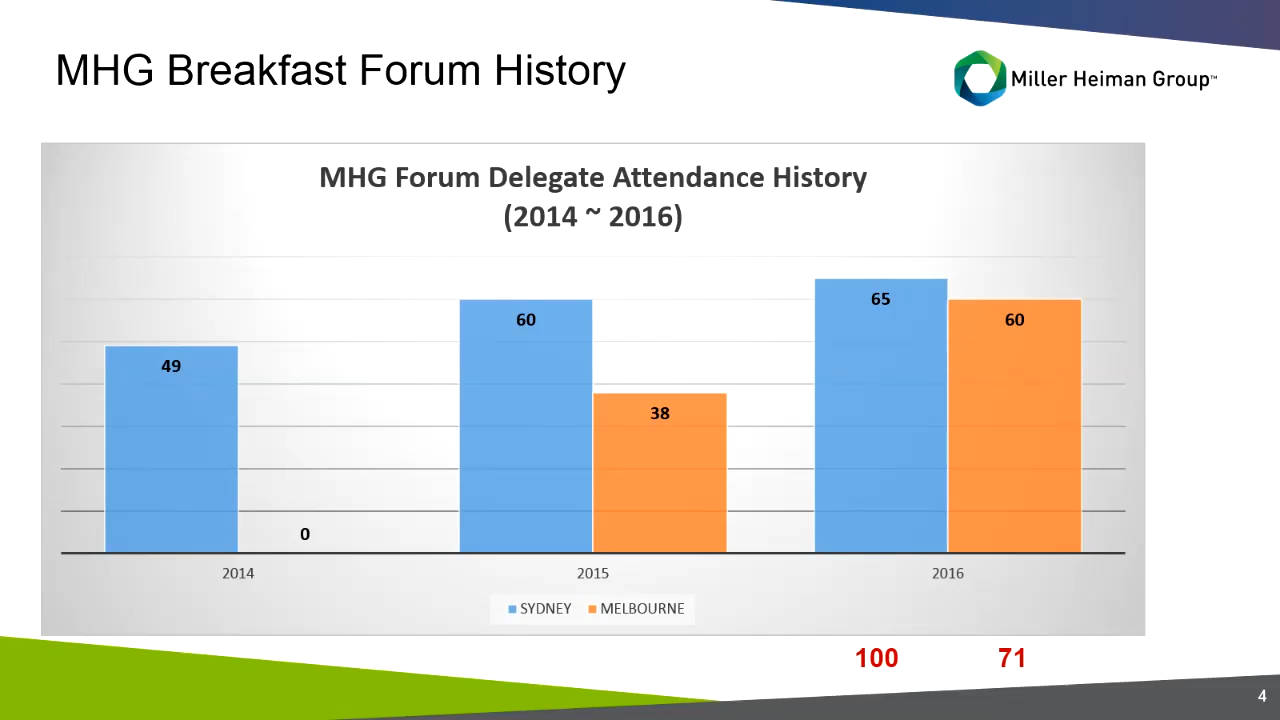 MHG Breakfast Forum History
Miller Heiman Group™
MHG Forum Delegate Attendance History
(2014 ~ 2016)
49
0
60
38
65
60
2014
2015
2016
SYDNEY
MELBOURNE
100
71
4